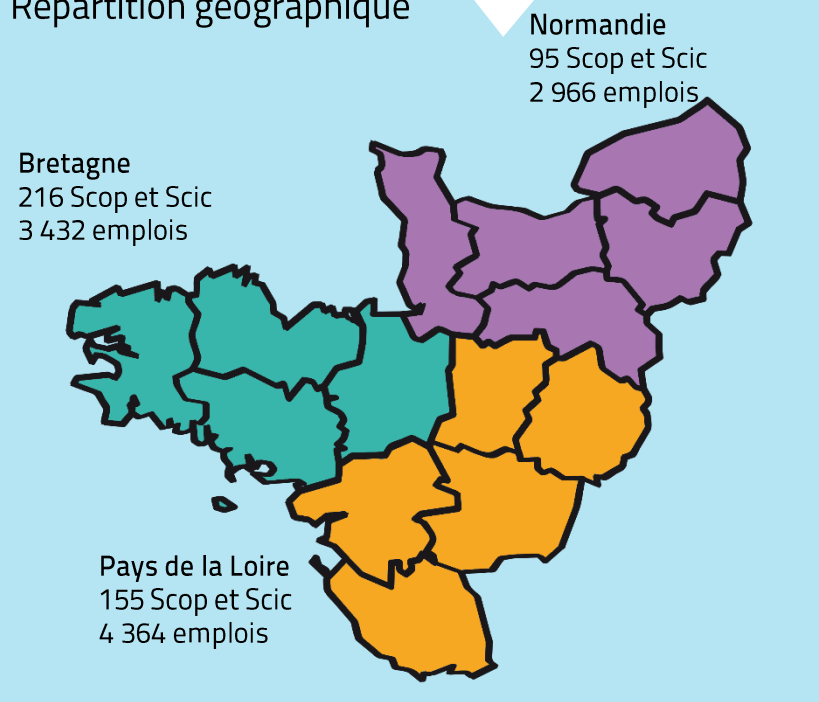 Répartition géographique
Normandie
95 Scop et Scic
2 966 emplois
Bretagne
216 Scop et Scic
3 432 emplois
Pays de la Loire
155 Scop et Scic
4 364 emplois